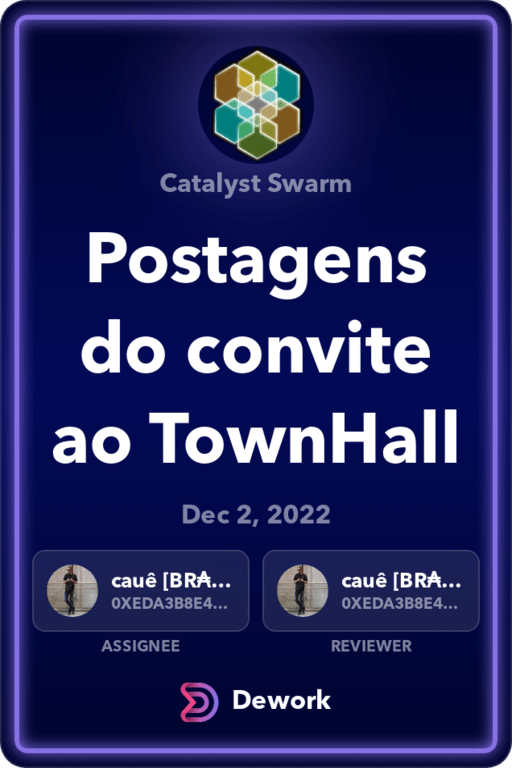 Catalyst Swarm
Postagens
do convite
ao TownHall
Dec 2, 2022
cauê [BR₳...
0XEDA3B8E4...
ASSIGNEE
cauê [BR₳...
0XEDA3B8E4...
REVIEWER
Dework